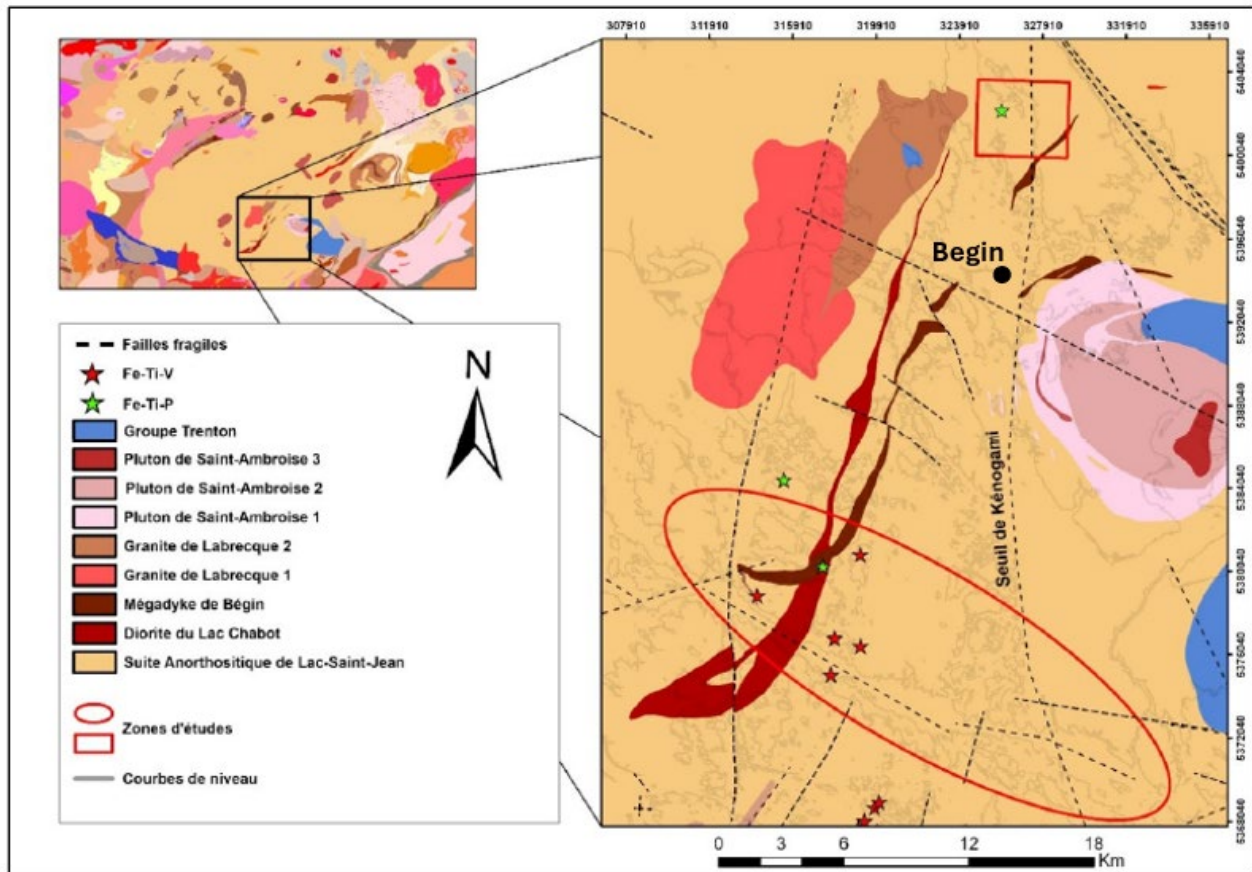 307910 311910 315910 319910 323910 327910 331910 335910
5404040
5400040
5396040
5392040
5388040
5384040
5380040
5376040
5372040
5368040
Begin
Seuil de Kénogami
N
Failles fragiles
Fe-Ti-V
Fe-Ti-P
Groupe Trenton
Pluton de Saint-Ambroise 3
Pluton de Saint-Ambroise 2
Pluton de Saint-Ambroise 1
Granite de Labrecque 2
Granite de Labrecque 1
Mégadyke de Bégin
Diorite du Lac Chabot
Suite Anorthositique de Lac-Saint-Jean
Zones d'études
Courbes de niveau
0 3 6 12 18
Km